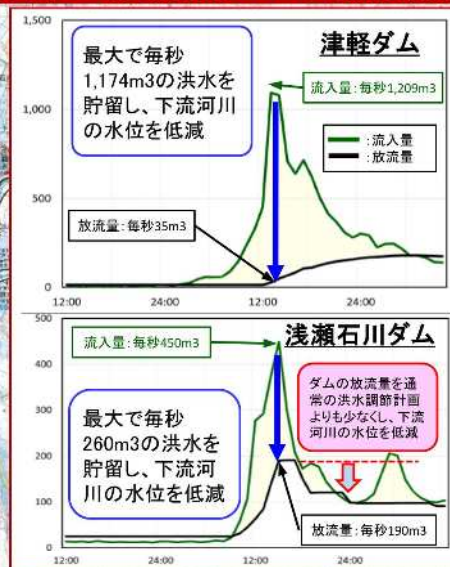 津軽ダム
1,500
1,000
500
0
最大で毎秒
1,174m3の洪水を
貯留し、下流河川
の水位を低減
流入量:毎秒1,209m3
:流入量
:放流量
放流量:毎秒35m3
12:00
24:00
12:00
24:00
浅瀬石川ダム
500
400
300
200
100
0
流入量:毎秒450m3
最大で毎秒
260m3の洪水を
貯留し、下流河
川の水位を低減
ダムの放流量を通
常の洪水調節計画
よりも少なくし、下流
河川の水位を低減
放流量:毎秒190m3
12:00
24:00
12:00
24:00